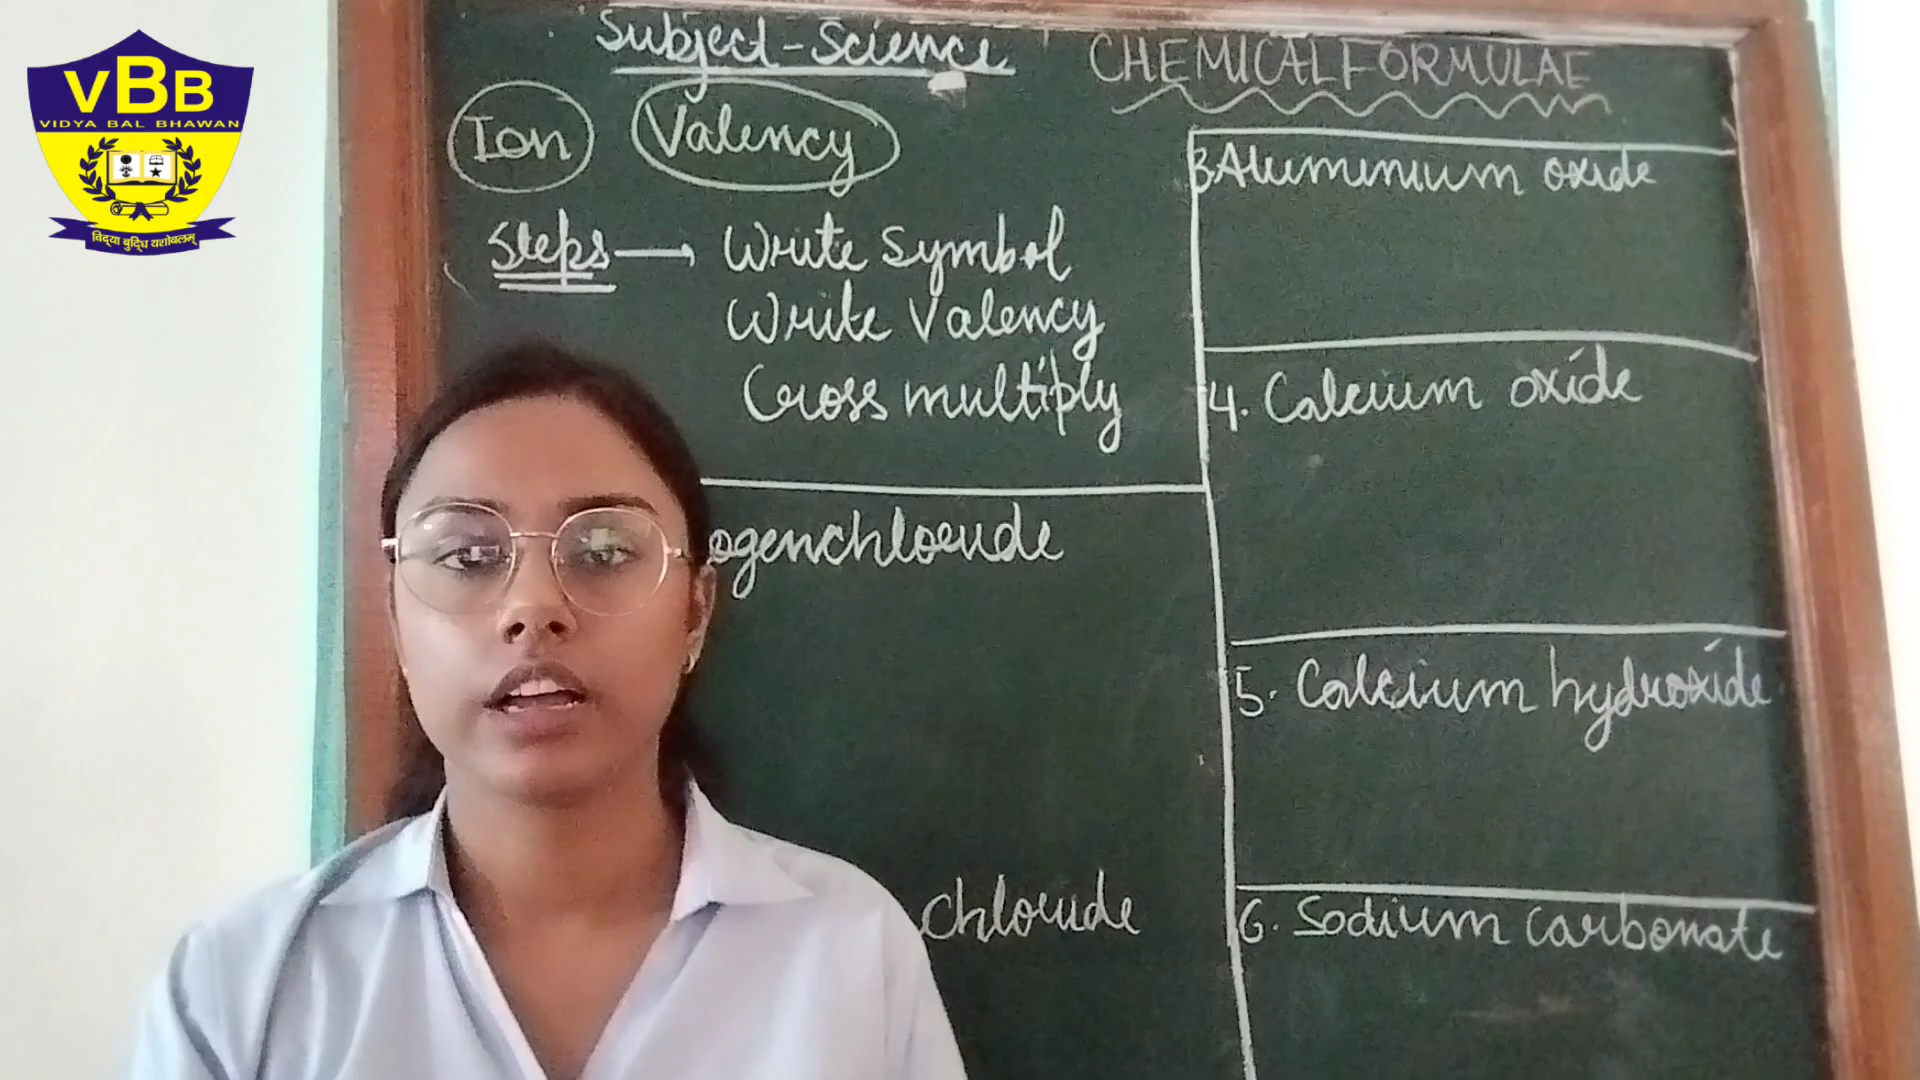 VBB
VIDYA BAL BHAWAN
विद्या बुद्धि यशोबलम्
Subject-Science
CHEMICAL FORMULAE
Ion Valency
Steps → Write Symbol
Write Valency
Cross multiply
ogenchloride
chloride
3. Aluminium oxide
4. Calcium oxide
5. Calcium hydroxide
6. Sodium carbonate